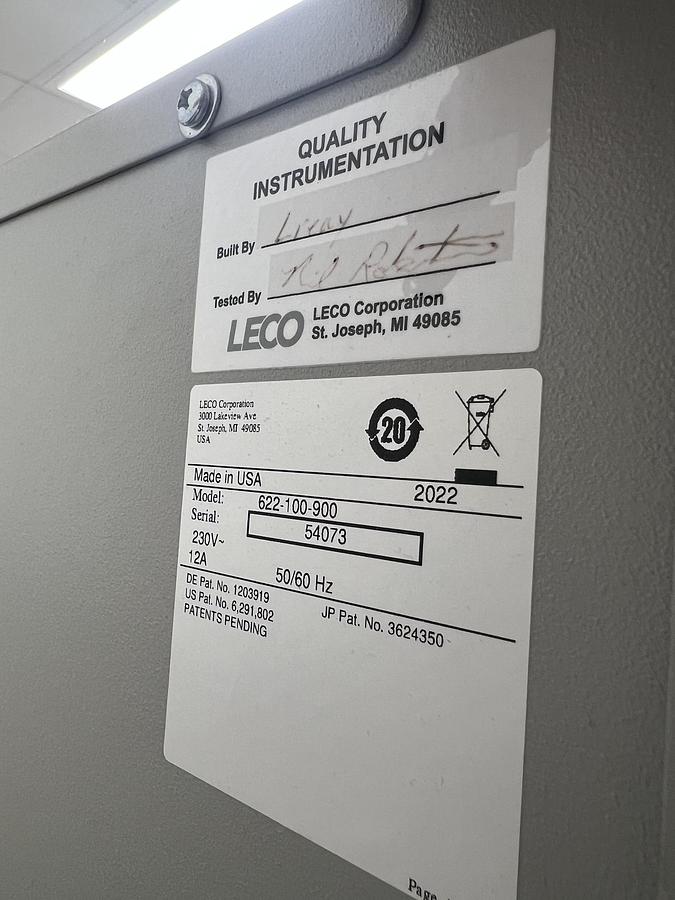 QUALITY
INSTRUMENTATION
Built By
Tested By
LECO
LECO Corporation
St. Joseph, MI 49085
LECO Corporation
3000 Lakeview Ave
St. Joseph, MI 49085
USA
20
Made in USA
2022
Model: 622-100-900
Serial: 54073
230V~
12A
50/60 Hz
DE Pat. No. 1203919
US Pat. No. 6,291,802
JP Pat. No. 3624350
PATENTS PENDING
Page